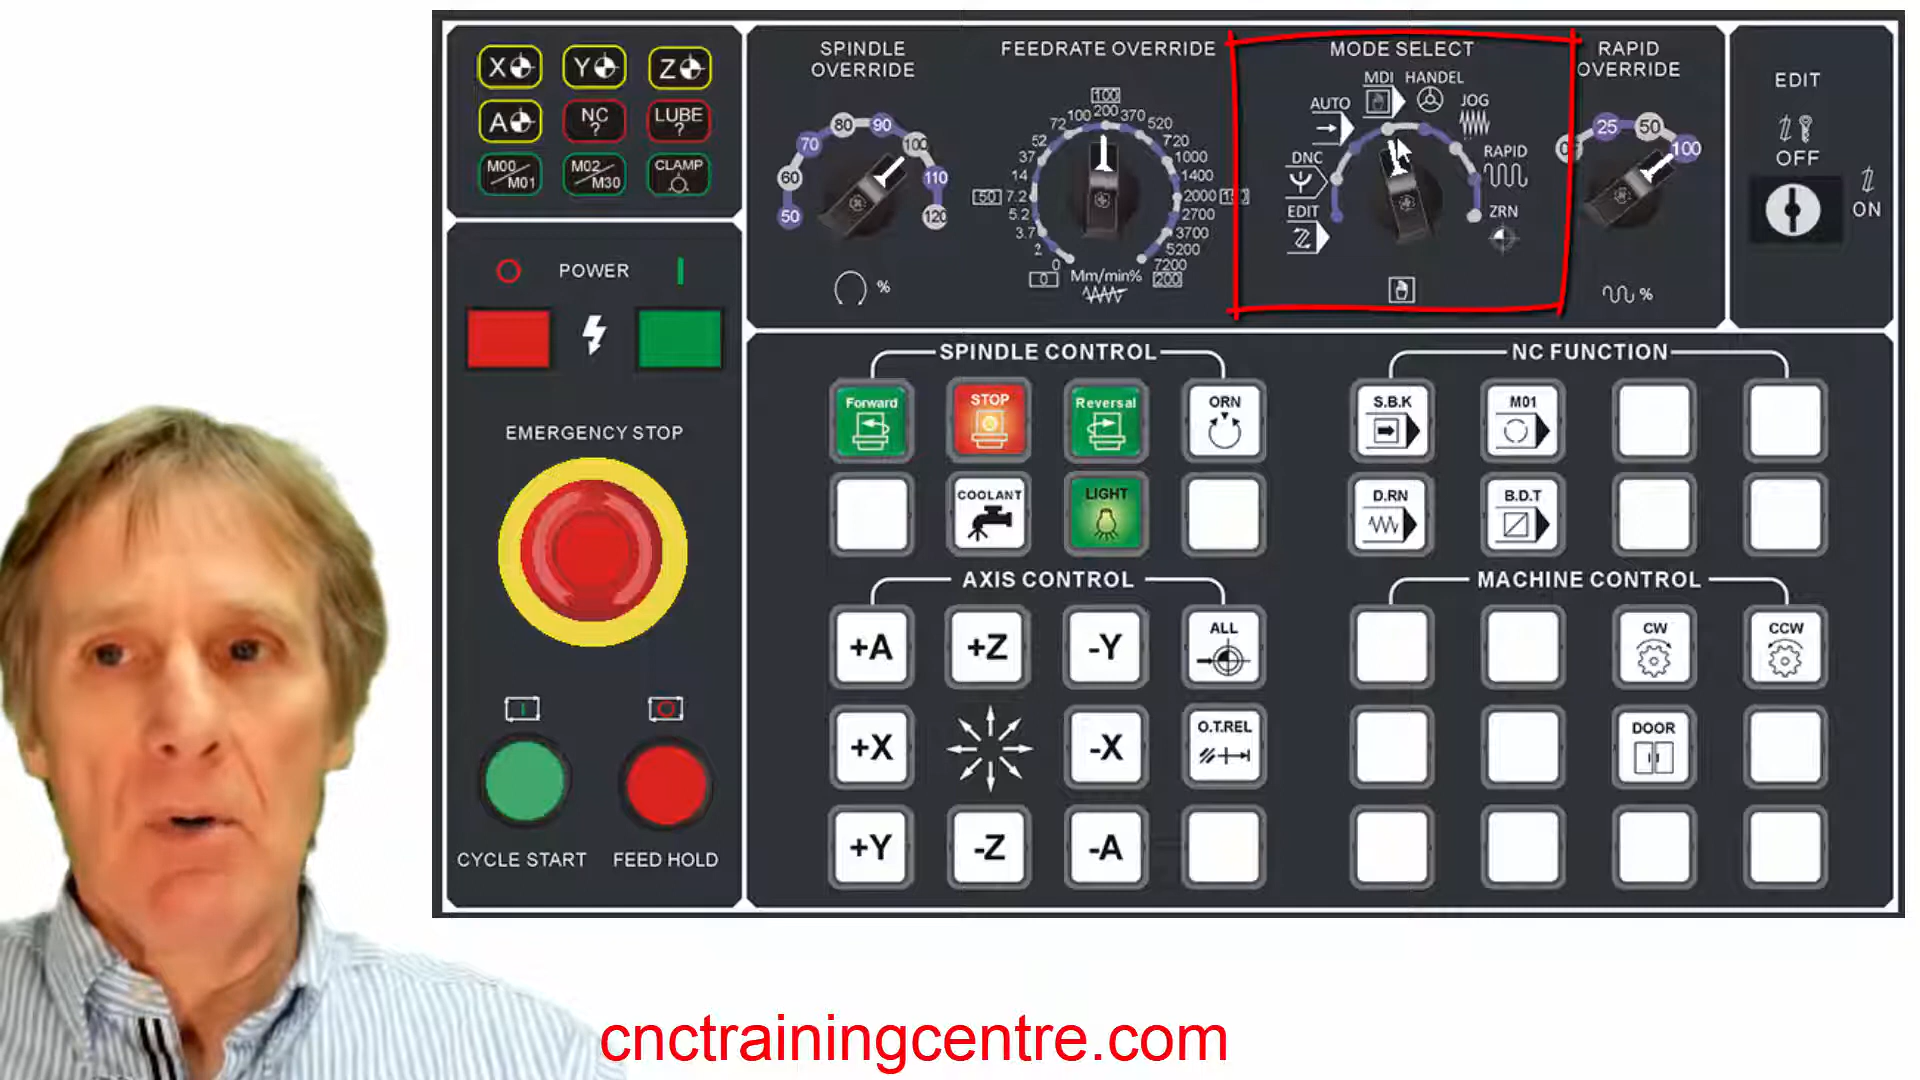 X
Y
Z
A
NC
?
LUBE
?
M00
M01
M02
M30
CLAMP
POWER
EMERGENCY STOP
CYCLE START
FEED HOLD
SPINDLE
OVERRIDE
50
60
70
80
90
100
110
120
%
FEEDRATE OVERRIDE
0
2
3.7
5.2
7.2
14
37
52
72
100
200
370
520
720
1000
1400
2000
2700
3700
5200
7200
0
50
100
200
Mm/min%
MODE SELECT
EDIT
DNC
AUTO
MDI
HANDEL
JOG
RAPID
ZRN
RAPID
OVERRIDE
25
50
100
%
EDIT
OFF
ON
SPINDLE CONTROL
Forward
STOP
Reversal
ORN
COOLANT
LIGHT
NC FUNCTION
S.B.K
M01
D.RN
B.D.T
AXIS CONTROL
+A
+Z
-Y
ALL
+X
-X
O.T.REL
+Y
-Z
-A
MACHINE CONTROL
CW
CCW
DOOR
cnctrainingcentre.com